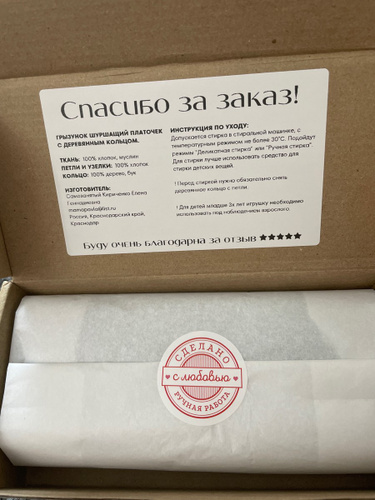 Спасибо за заказ!
ГРЫЗУНОК ШУРШАЩИЙ ПЛАТОЧЕК
С ДЕРЕВЯННЫМ КОЛЬЦОМ.
ТКАНЬ: 100% хлопок, муслин
ПЕТЛИ И УЗЕЛКИ: 100% хлопок
КОЛЬЦО: 100% дерево, бук
ИЗГОТОВИТЕЛЬ:
Самозанятый Кириченко Елена
Геннадиевна
Россия, Краснодарский край,
Краснодар
ИНСТРУКЦИЯ ПО УХОДУ:
Допускается стирка в стиральной машинке, с
температурным режимом не более 30°C. Подойдут
режимы "Деликатная стирка" или "Ручная стирка".
Для стирки лучше использовать средство для
стирки детских вещей.
! Перед стиркой нужно обязательно снять
деревянное кольцо с петли.
! Для детей младше 3х лет игрушку необходимо
использовать под наблюдением взрослого.
Буду очень благодарна за отзыв ★★★★★
СДЕЛАНО
с любовью
РУЧНАЯ РАБОТА